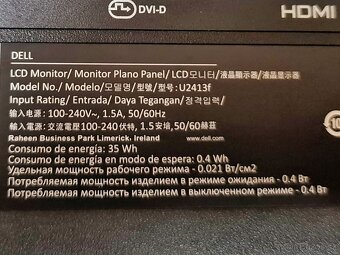 DVI-D
HDMI
DELL
LCD Monitor/ Monitor Plano Panel/ LCD모니터/液晶顯示器/液晶显示器
Model No./ Modelo/모델명/型號/型号/: U2413f
Input Rating/ Entrada/ Daya Tegangan/ 정격입력/
输入电源: 100-240V~, 1.5A, 50/60Hz
輸入電源: 交流電壓100-240伏特, 1.5安培, 50/60赫茲
Raheen Business Park Limerick- Ireland www.dell.com
Consumo de energía: 35 Wh
Consumo de energía en modo de espera: 0.4 Wh
Удельная мощность рабочего режима - 0.021 Вт/см2
Потребляемая мощность изделием в режиме ожидания - 0.4 Вт
Потребляемая мощность изделием в выключенном режиме - 0.4 Вт